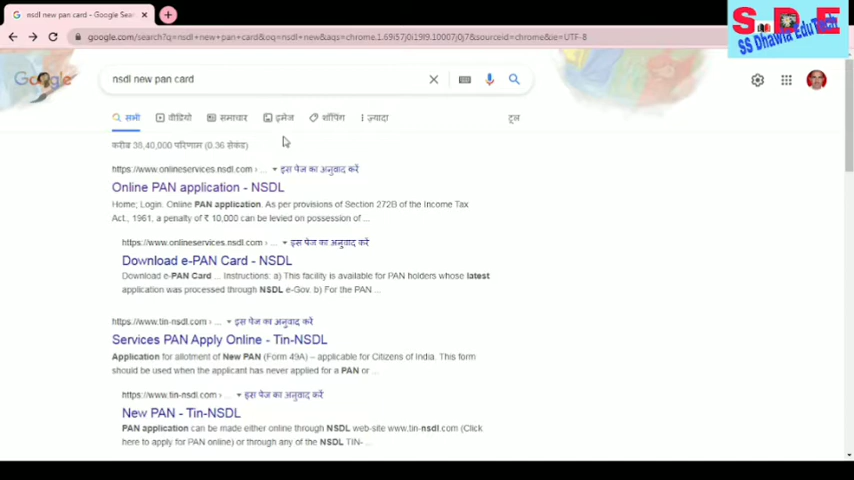 nsdl new pan card - Google Sear
SDE
SS Dhawla EduTech
google.com/search?q=nsdl+new+pan+card&oq=nsdl+new&aqs=chrome.1.69i57j0i19l9.10007j0j7&sourceid=chrome&ie=UTF-8
Google
nsdl new pan card
सभी वीडियो समाचार इमेज शॉपिंग ज़्यादा टूल
करीब 36,40,000 परिणाम (0.36 सेकंड)
https://www.onlineservices.nsdl.com › ... इस पेज का अनुवाद करें
Online PAN application - NSDL
Home; Login. Online PAN application. As per provisions of Section 272B of the Income Tax
Act., 1961, a penalty of ₹ 10,000 can be levied on possession of ...
https://www.onlineservices.nsdl.com › ... इस पेज का अनुवाद करें
Download e-PAN Card - NSDL
Download e-PAN Card ... Instructions: a) This facility is available for PAN holders whose latest
application was processed through NSDL e-Gov. b) For the PAN ...
https://www.tin-nsdl.com › ... इस पेज का अनुवाद करें
Services PAN Apply Online - Tin-NSDL
Application for allotment of New PAN (Form 49A) – applicable for Citizens of India. This form
should be used when the applicant has never applied for a PAN or ...
https://www.tin-nsdl.com › ... इस पेज का अनुवाद करें
New PAN - Tin-NSDL
PAN application can be made either online through NSDL web-site www.tin-nsdl.com (Click
here to apply for PAN online) or through any of the NSDL TIN- ...